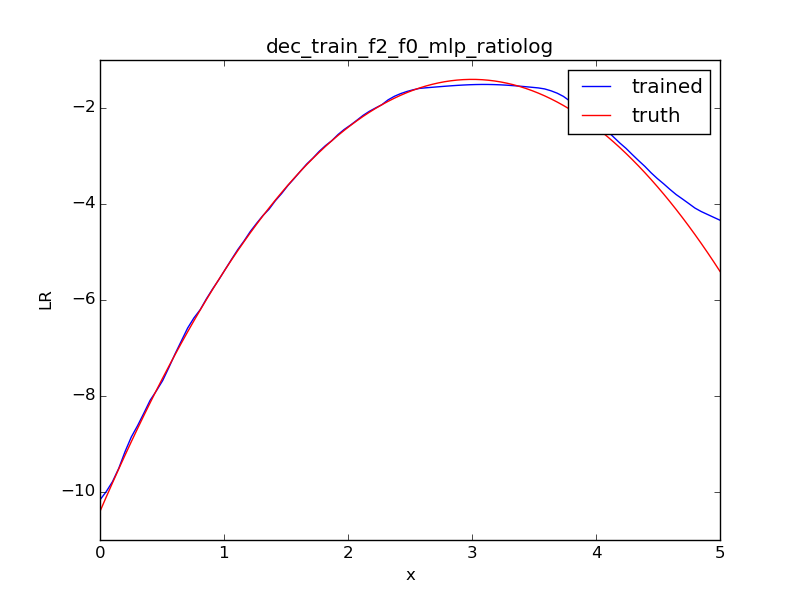 dec_train_f2_f0_mlp_ratiolog
trained
truth
−2
−4
−6
−8
−10
LR
0 1 2 3 4 5
x